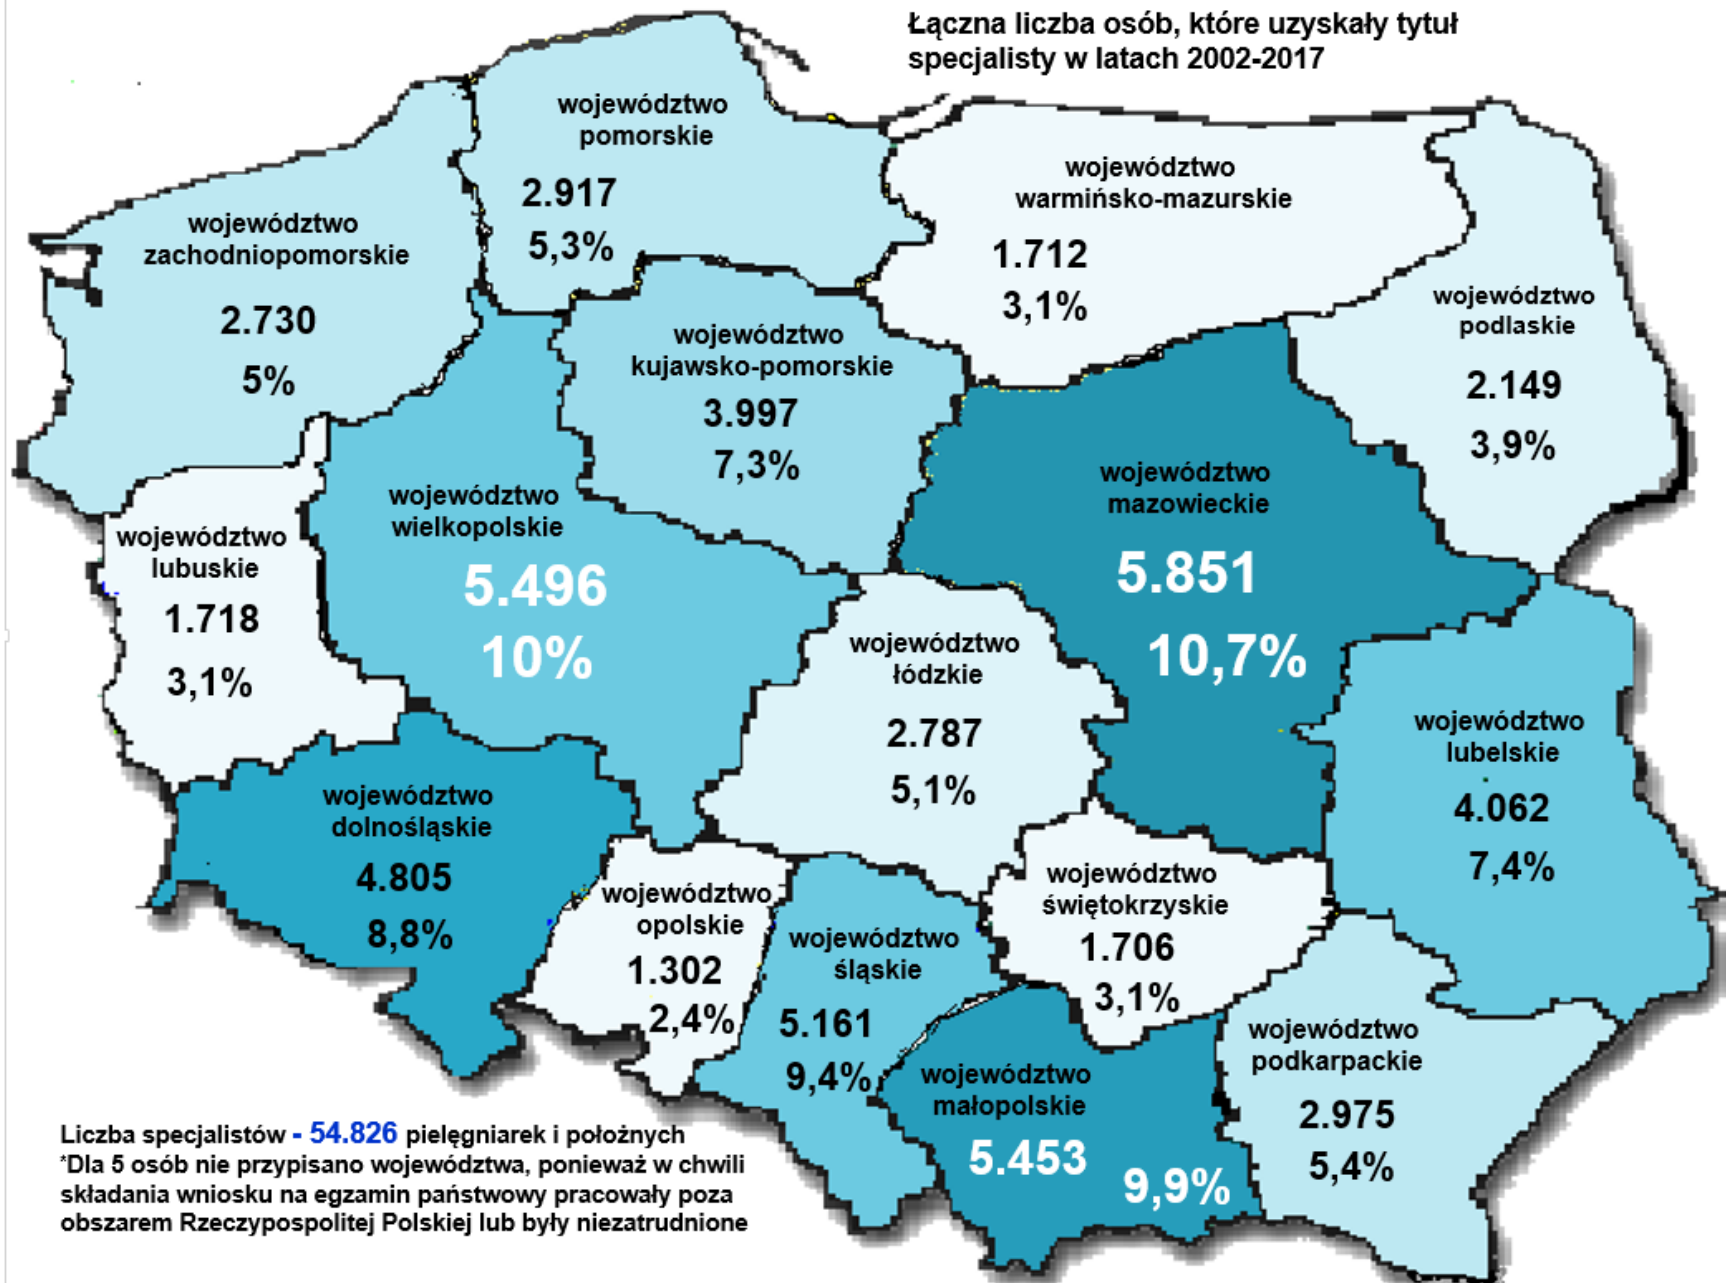 Łączna liczba osób, które uzyskały tytuł
specjalisty w latach 2002-2017
województwo
pomorskie
2.917
5,3%
województwo
warmińsko-mazurskie
1.712
3,1%
województwo
zachodniopomorskie
2.730
5%
województwo
podlaskie
2.149
3,9%
województwo
kujawsko-pomorskie
3.997
7,3%
województwo
mazowieckie
5.851
10,7%
województwo
wielkopolskie
5.496
10%
województwo
lubuskie
1.718
3,1%
województwo
łódzkie
2.787
5,1%
województwo
lubelskie
4.062
7,4%
województwo
dolnośląskie
4.805
8,8%
województwo
opolskie
1.302
2,4%
województwo
śląskie
5.161
9,4%
województwo
świętokrzyskie
1.706
3,1%
województwo
podkarpackie
2.975
5,4%
województwo
małopolskie
5.453
9,9%
Liczba specjalistów - 54.826 pielęgniarek i położnych
*Dla 5 osób nie przypisano województwa, ponieważ w chwili
składania wniosku na egzamin państwowy pracowały poza
obszarem Rzeczypospolitej Polskiej lub były niezatrudnione